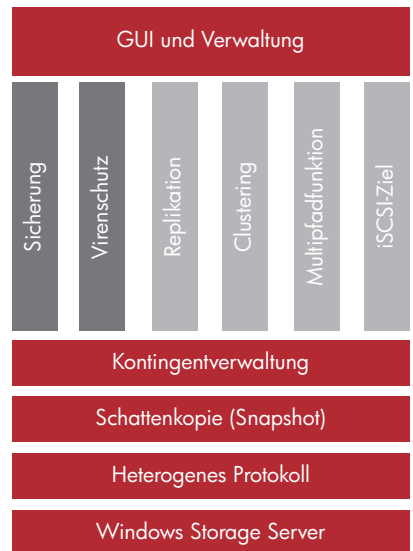 GUI und Verwaltung
Sicherung
Virenschutz
Replikation
Clustering
Multipfadfunktion
iSCSI-Ziel
Kontingentverwaltung
Schattenkopie (Snapshot)
Heterogenes Protokoll
Windows Storage Server